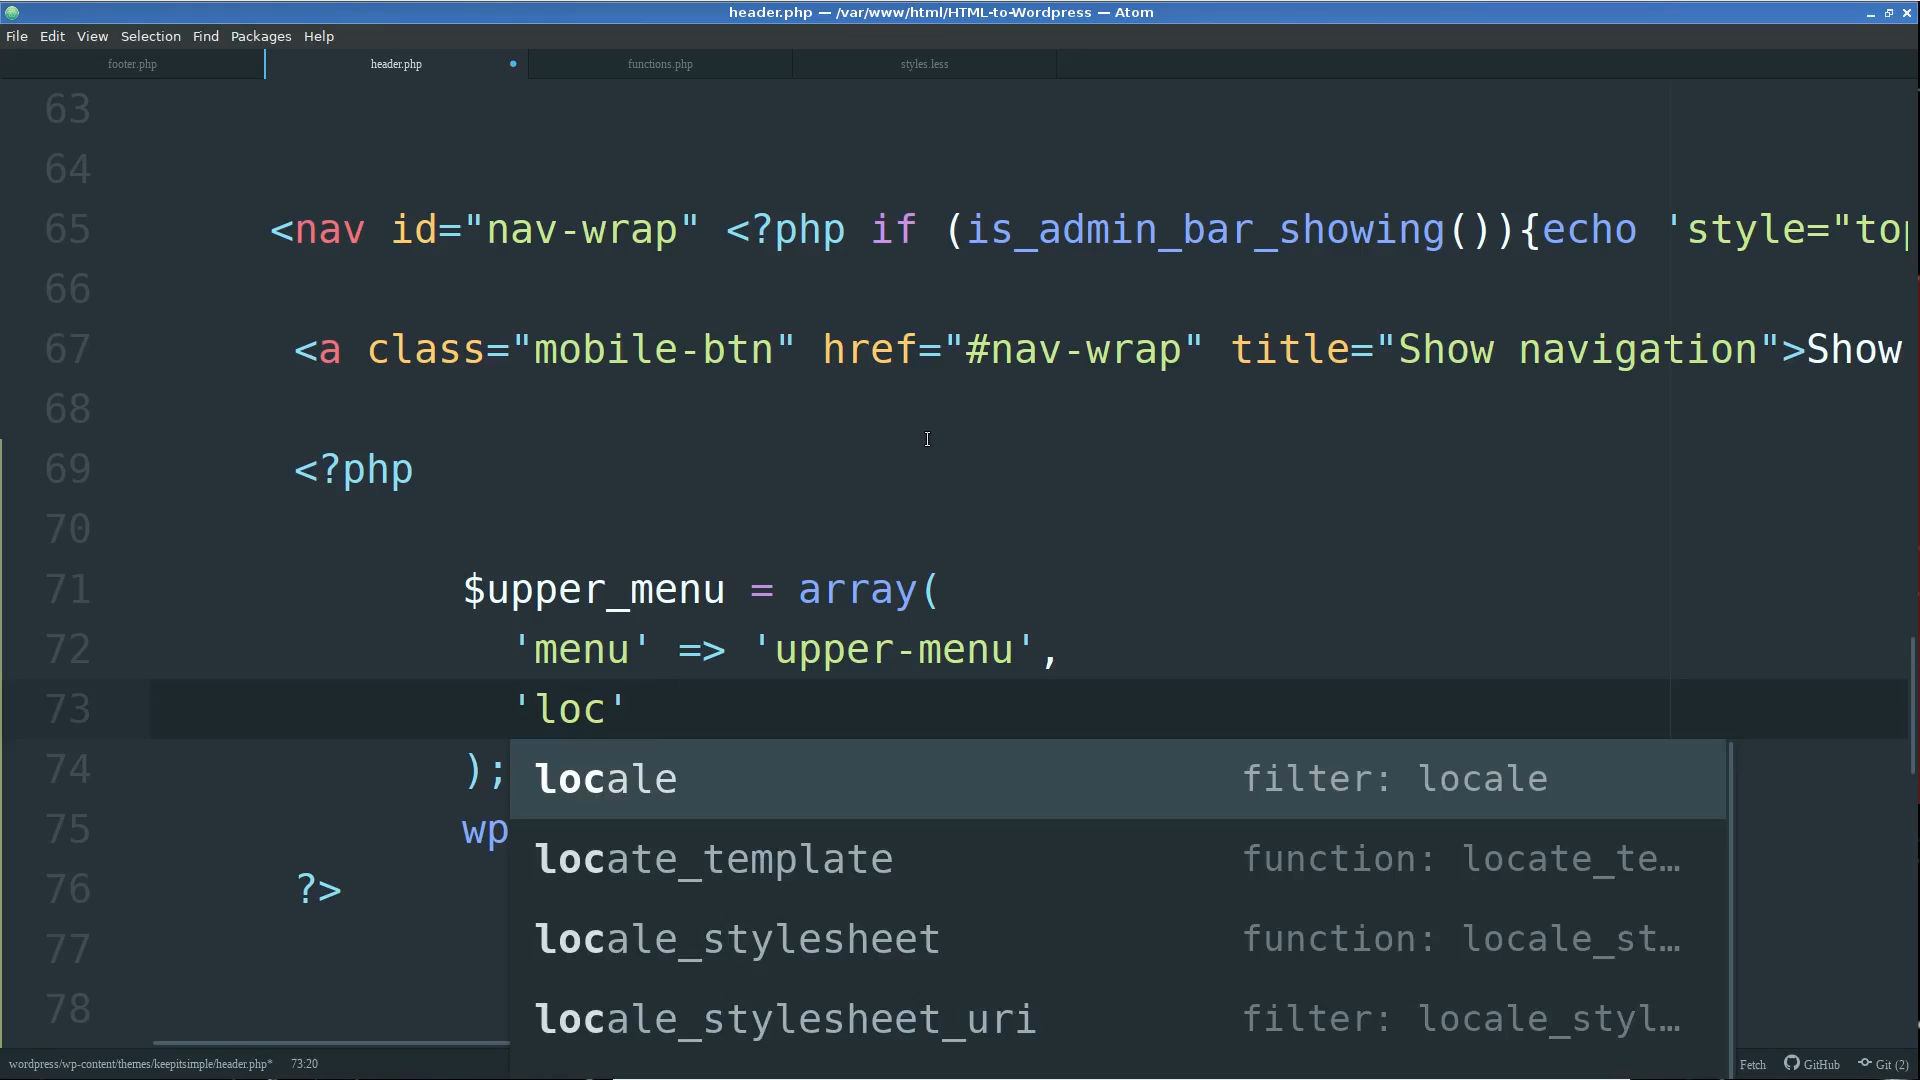 header.php — /var/www/html/HTML-to-Wordpress — Atom
File Edit View Selection Find Packages Help
footer.php header.php functions.php styles.less
63
64
65 <nav id="nav-wrap" <?php if (is_admin_bar_showing()){echo 'style="top
66
67 <a class="mobile-btn" href="#nav-wrap" title="Show navigation">Show
68
69 <?php
70
71 $upper_menu = array(
72 'menu' => 'upper-menu',
73 'loc'
74 );
locale filter: locale
75 wp
locate_template function: locate_te…
76 ?>
locale_stylesheet function: locale_st…
77
locale_stylesheet_uri filter: locale_styl…
78
wordpress/wp-content/themes/keepitsimple/header.php* 73:20 Fetch GitHub Git (2)